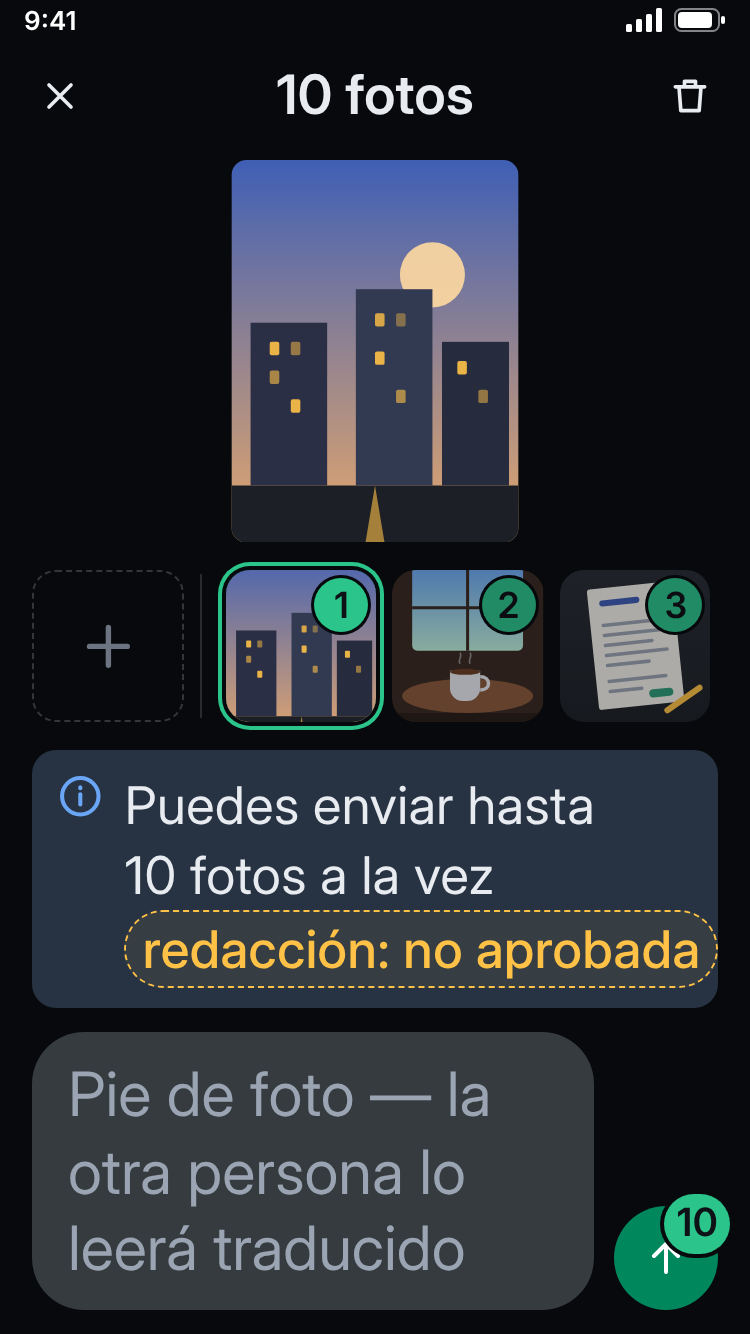 9:41
10 fotos
1
2
3
Puedes enviar hasta
10 fotos a la vez
redacción: no aprobada
Pie de foto — la
otra persona lo
leerá traducido
10